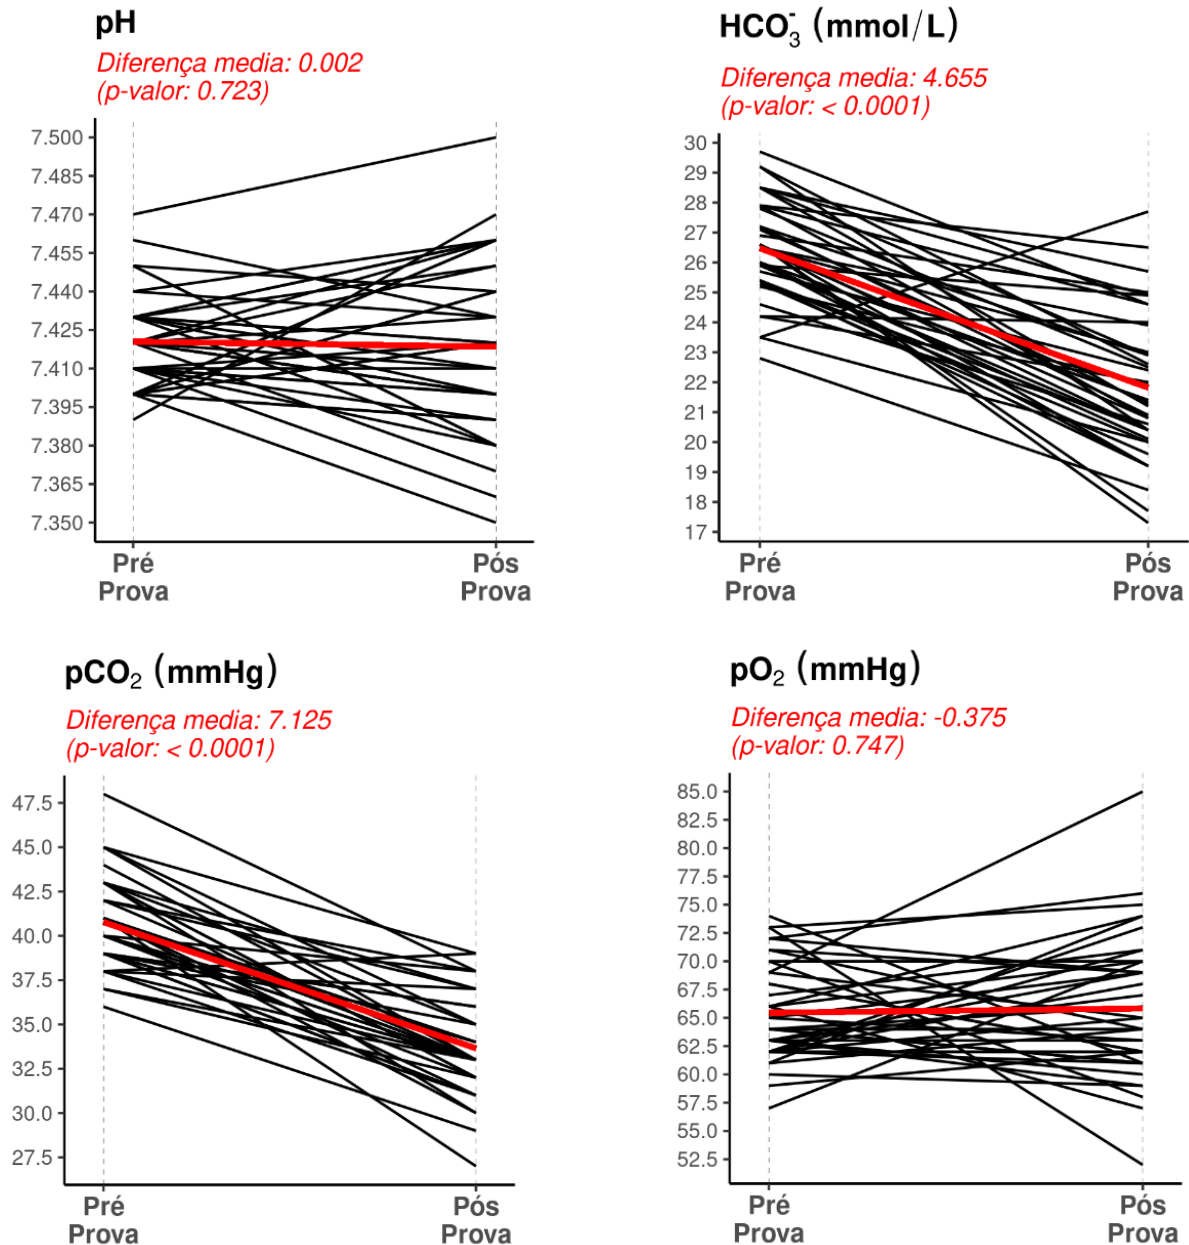 pH
Diferença media: 0.002
(p-valor: 0.723)
7.500
7.485
7.470
7.455
7.440
7.425
7.410
7.395
7.380
7.365
7.350
Pré
Prova
Pós
Prova
HCO₃⁻ (mmol/L)
Diferença media: 4.655
(p-valor: < 0.0001)
30
29
28
27
26
25
24
23
22
21
20
19
18
17
Pré
Prova
Pós
Prova
pCO₂ (mmHg)
Diferença media: 7.125
(p-valor: < 0.0001)
47.5
45.0
42.5
40.0
37.5
35.0
32.5
30.0
27.5
Pré
Prova
Pós
Prova
pO₂ (mmHg)
Diferença media: -0.375
(p-valor: 0.747)
85.0
82.5
80.0
77.5
75.0
72.5
70.0
67.5
65.0
62.5
60.0
57.5
55.0
52.5
Pré
Prova
Pós
Prova